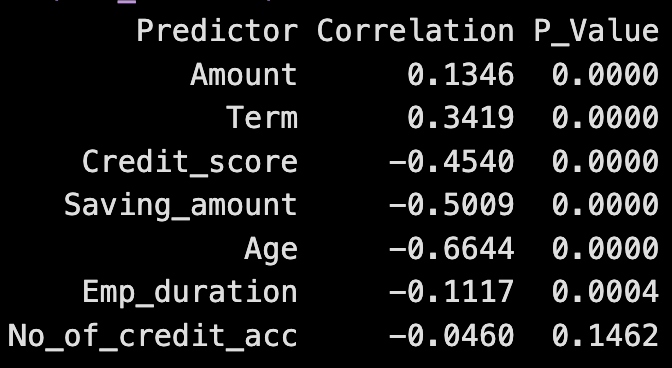 Predictor Correlation P_Value
Amount 0.1346 0.0000
Term 0.3419 0.0000
Credit_score −0.4540 0.0000
Saving_amount −0.5009 0.0000
Age −0.6644 0.0000
Emp_duration −0.1117 0.0004
No_of_credit_acc −0.0460 0.1462